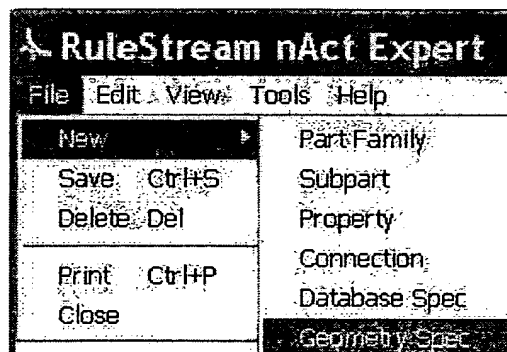 RuleStream nAct Expert
File Edit View Tools Help
New Part Family
Save Ctrl+S Subpart
Delete Del Property
Connection
Print Ctrl+P Database Spec
Close
Geometry Spec